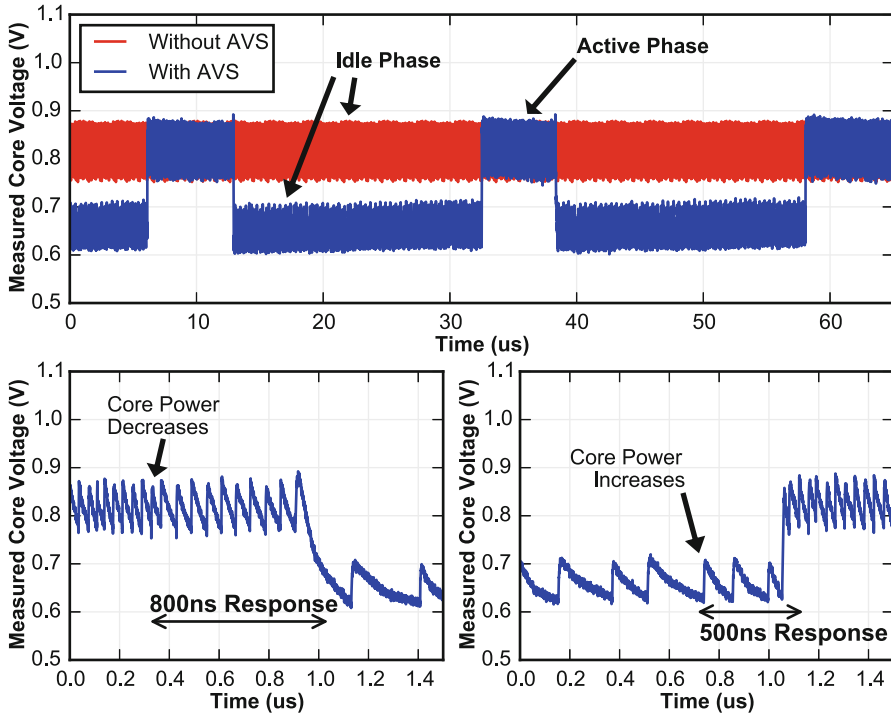 Without AVS
With AVS
Idle Phase
Active Phase
Measured Core Voltage (V)
1.1
1.0
0.9
0.8
0.7
0.6
0.5
0 10 20 30 40 50 60
Time (us)
Measured Core Voltage (V)
1.1
1.0
0.9
0.8
0.7
0.6
0.5
Core Power
Decreases
800ns Response
0.0 0.2 0.4 0.6 0.8 1.0 1.2 1.4
Time (us)
Measured Core Voltage (V)
1.1
1.0
0.9
0.8
0.7
0.6
0.5
Core Power
Increases
500ns Response
0.0 0.2 0.4 0.6 0.8 1.0 1.2 1.4
Time (us)